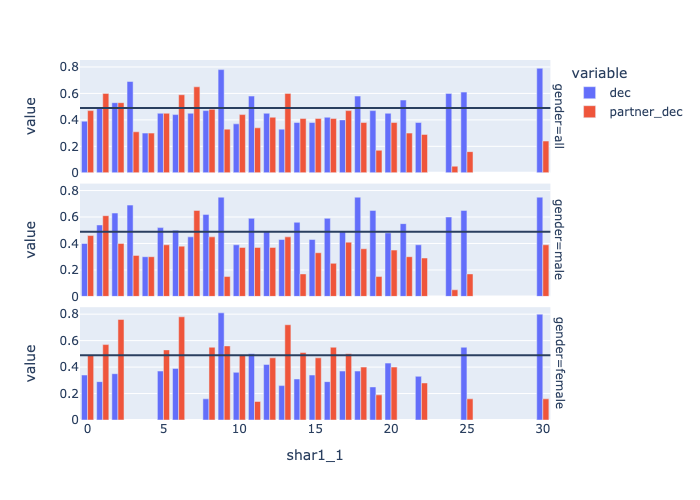 0.8
0.6
0.4
0.2
0
value
gender=all
variable
dec
partner_dec
0.8
0.6
0.4
0.2
0
value
gender=male
0.8
0.6
0.4
0.2
0
value
gender=female
0 5 10 15 20 25 30
shar1_1